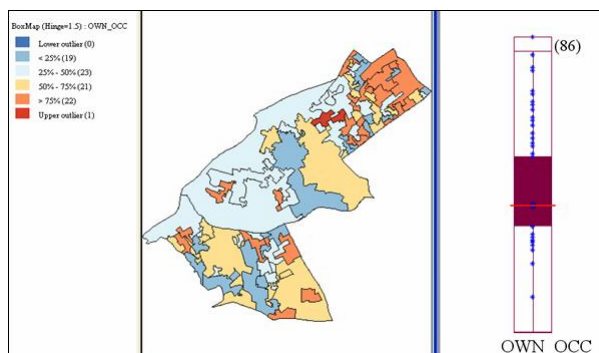 BoxMap (Hinge=1.5) : OWN_OCC
Lower outlier (0)
< 25% (19)
25% - 50% (23)
50% - 75% (21)
> 75% (22)
Upper outlier (1)
(86)
OWN_OCC